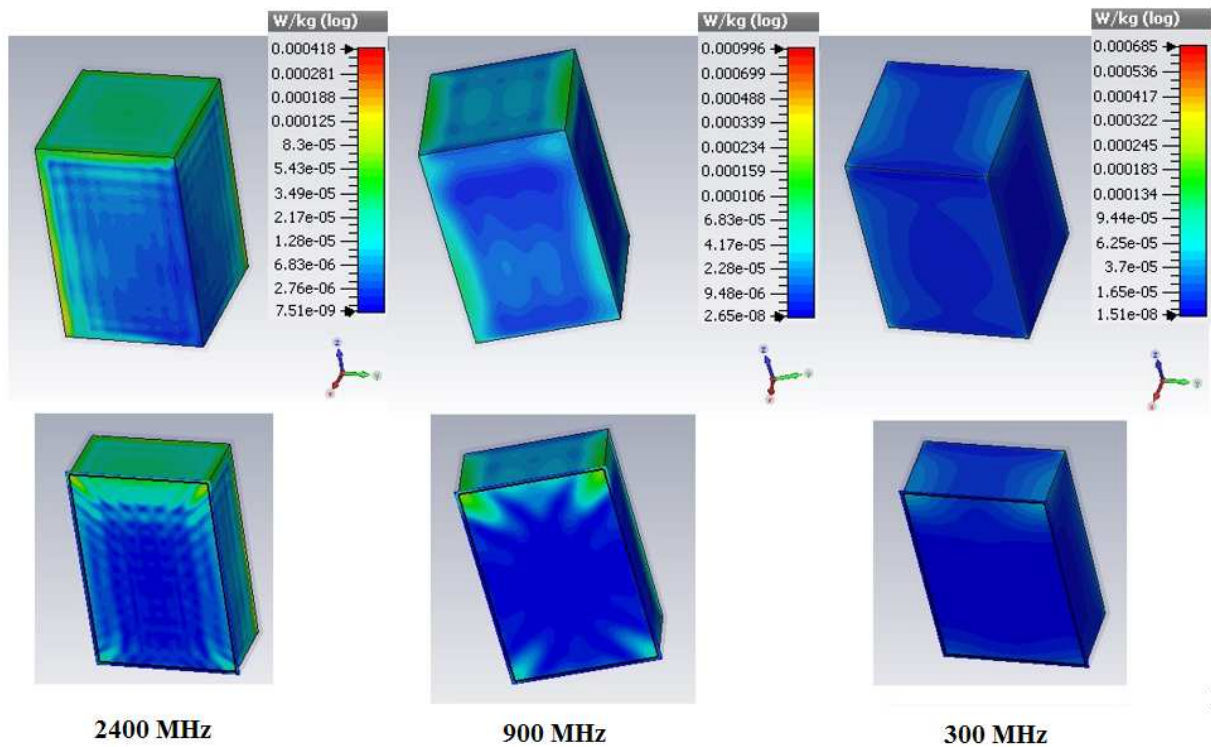 W/kg (log)
0.000418
0.000281
0.000188
0.000125
8.3e-05
5.43e-05
3.49e-05
2.17e-05
1.28e-05
6.83e-06
2.76e-06
7.51e-09
W/kg (log)
0.000996
0.000699
0.000488
0.000339
0.000234
0.000159
0.000106
6.83e-05
4.17e-05
2.28e-05
9.48e-06
2.65e-08
W/kg (log)
0.000685
0.000536
0.000417
0.000322
0.000245
0.000183
0.000134
9.44e-05
6.25e-05
3.7e-05
1.65e-05
1.51e-08
z
y
x
z
y
x
z
y
x
2400 MHz
900 MHz
300 MHz